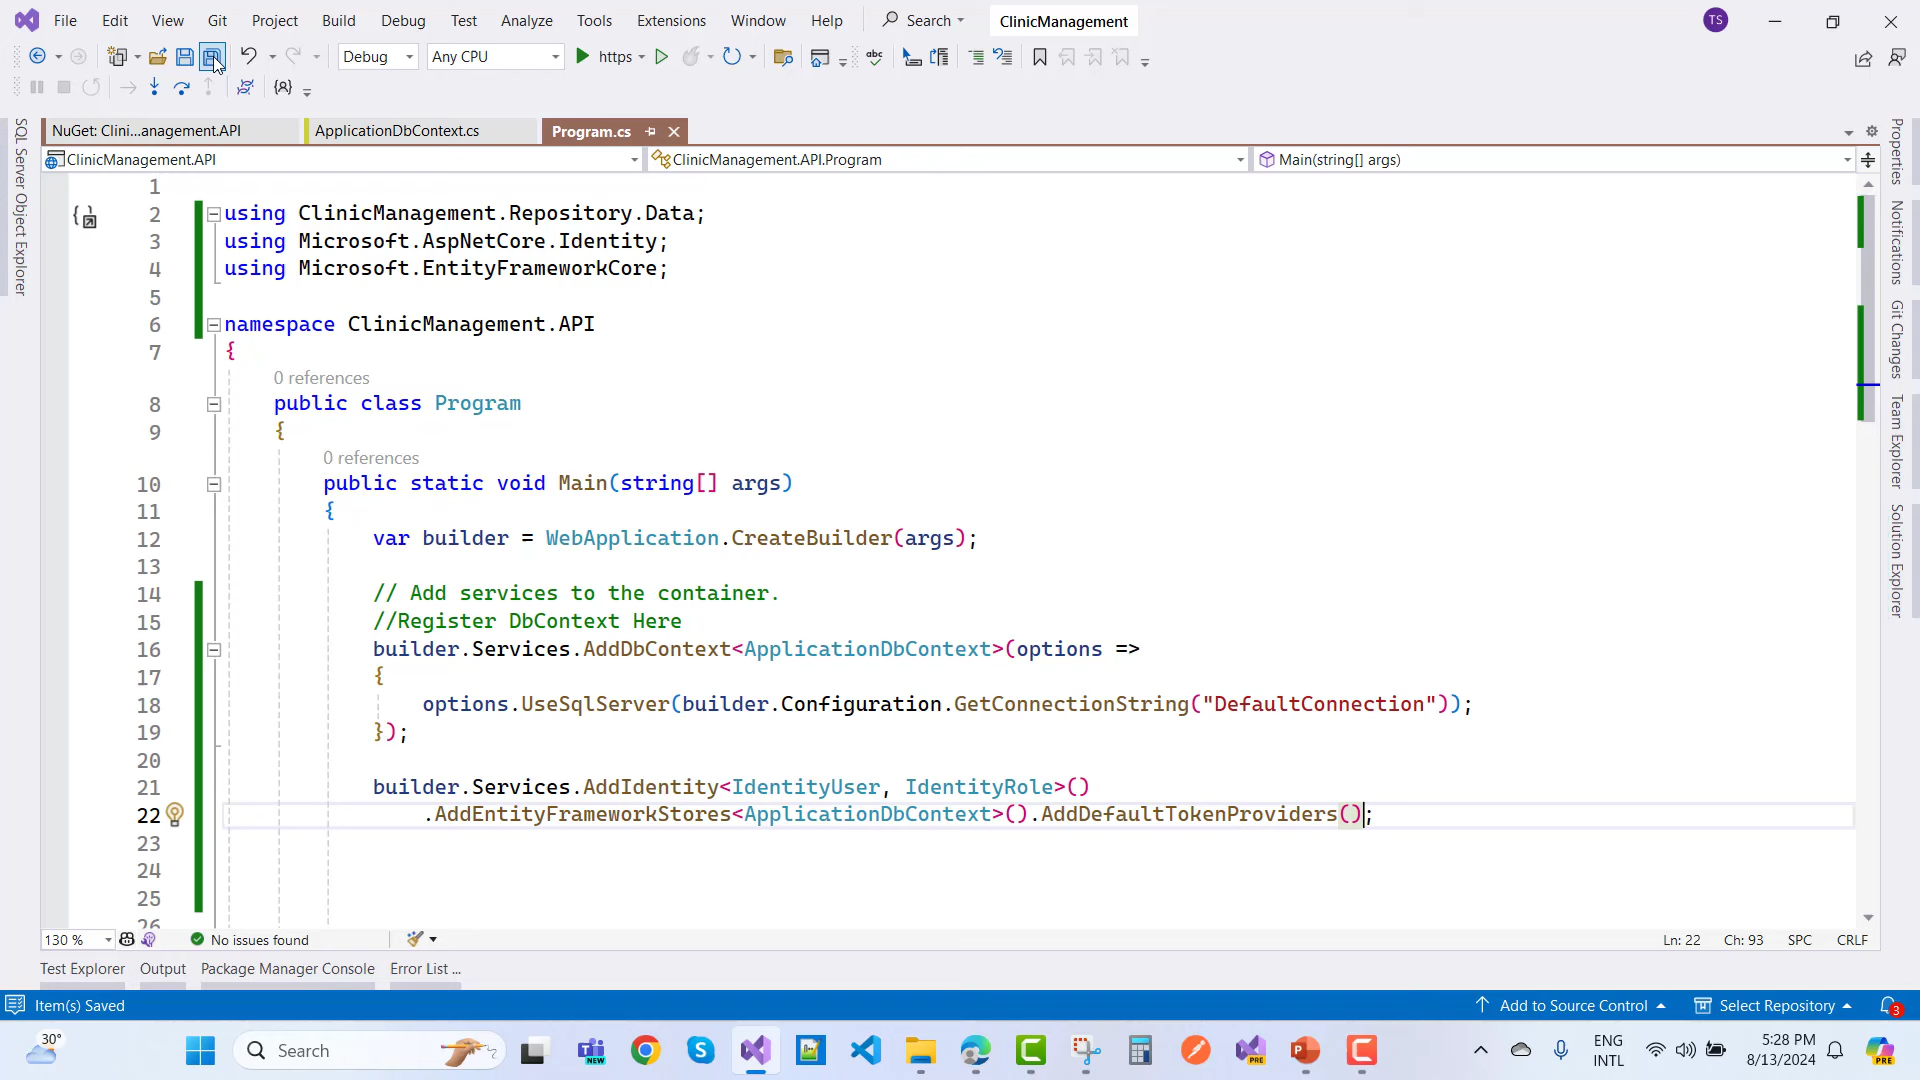 File Edit View Git Project Build Debug Test Analyze Tools Extensions Window Help Search ClinicManagement TS
Debug Any CPU https
NuGet: Clini...anagement.API ApplicationDbContext.cs Program.cs
ClinicManagement.API ClinicManagement.API.Program Main(string[] args)
SQL Server Object Explorer
Properties
Notifications
Git Changes
Team Explorer
Solution Explorer
1
2 using ClinicManagement.Repository.Data;
3 using Microsoft.AspNetCore.Identity;
4 using Microsoft.EntityFrameworkCore;
5
6 namespace ClinicManagement.API
7 {
0 references
8 public class Program
9 {
0 references
10 public static void Main(string[] args)
11 {
12 var builder = WebApplication.CreateBuilder(args);
13
14 // Add services to the container.
15 //Register DbContext Here
16 builder.Services.AddDbContext<ApplicationDbContext>(options =>
17 {
18 options.UseSqlServer(builder.Configuration.GetConnectionString("DefaultConnection"));
19 });
20
21 builder.Services.AddIdentity<IdentityUser, IdentityRole>()
22 .AddEntityFrameworkStores<ApplicationDbContext>().AddDefaultTokenProviders();
23
24
25
26
130 % No issues found Ln: 22 Ch: 93 SPC CRLF
Test Explorer Output Package Manager Console Error List ...
Item(s) Saved Add to Source Control Select Repository 3
30° Search NEW PRE ENG INTL 5:28 PM 8/13/2024 PRE